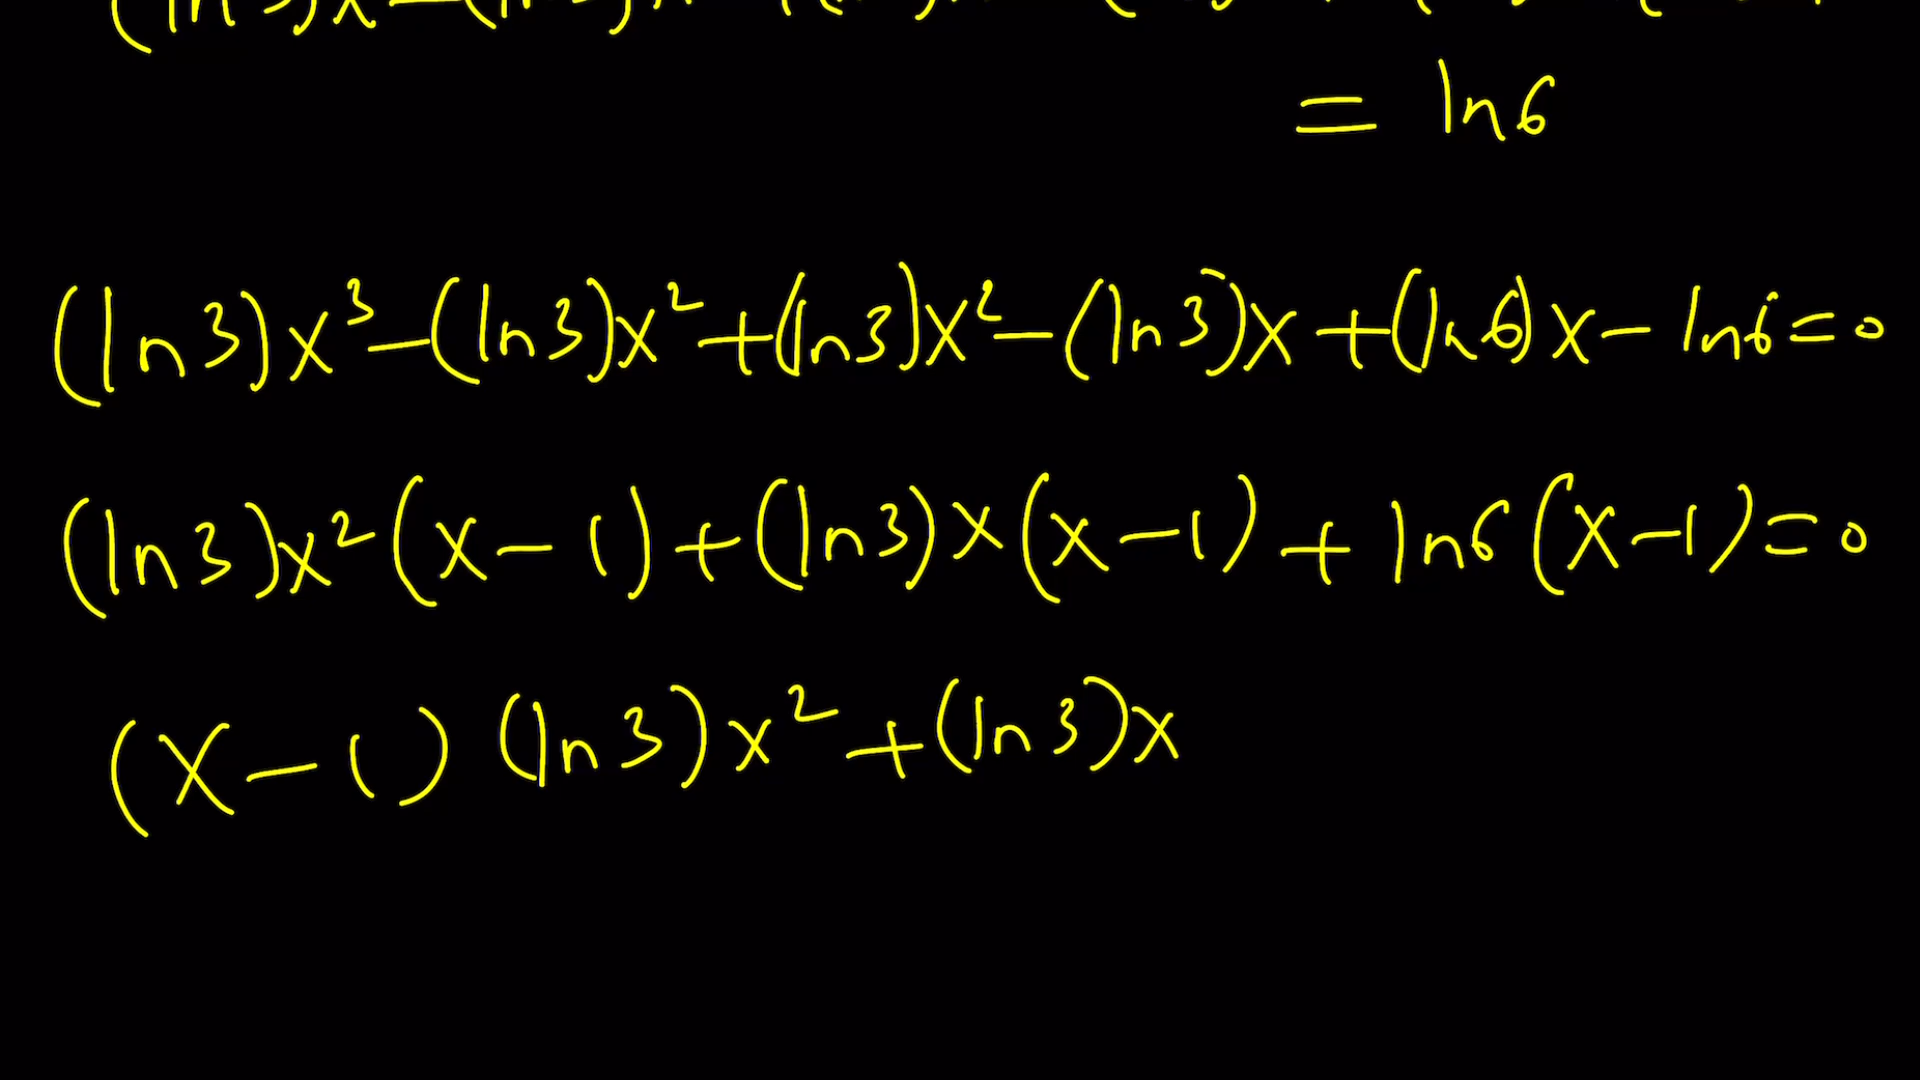 = ln6
(ln3)x³-(ln3)x²+(ln3)x²-(ln3)x+(ln6)x-ln6=0
(ln3)x²(x-1)+(ln3)x(x-1)+ln6(x-1)=0
(x-1)(ln3)x²+(ln3)x